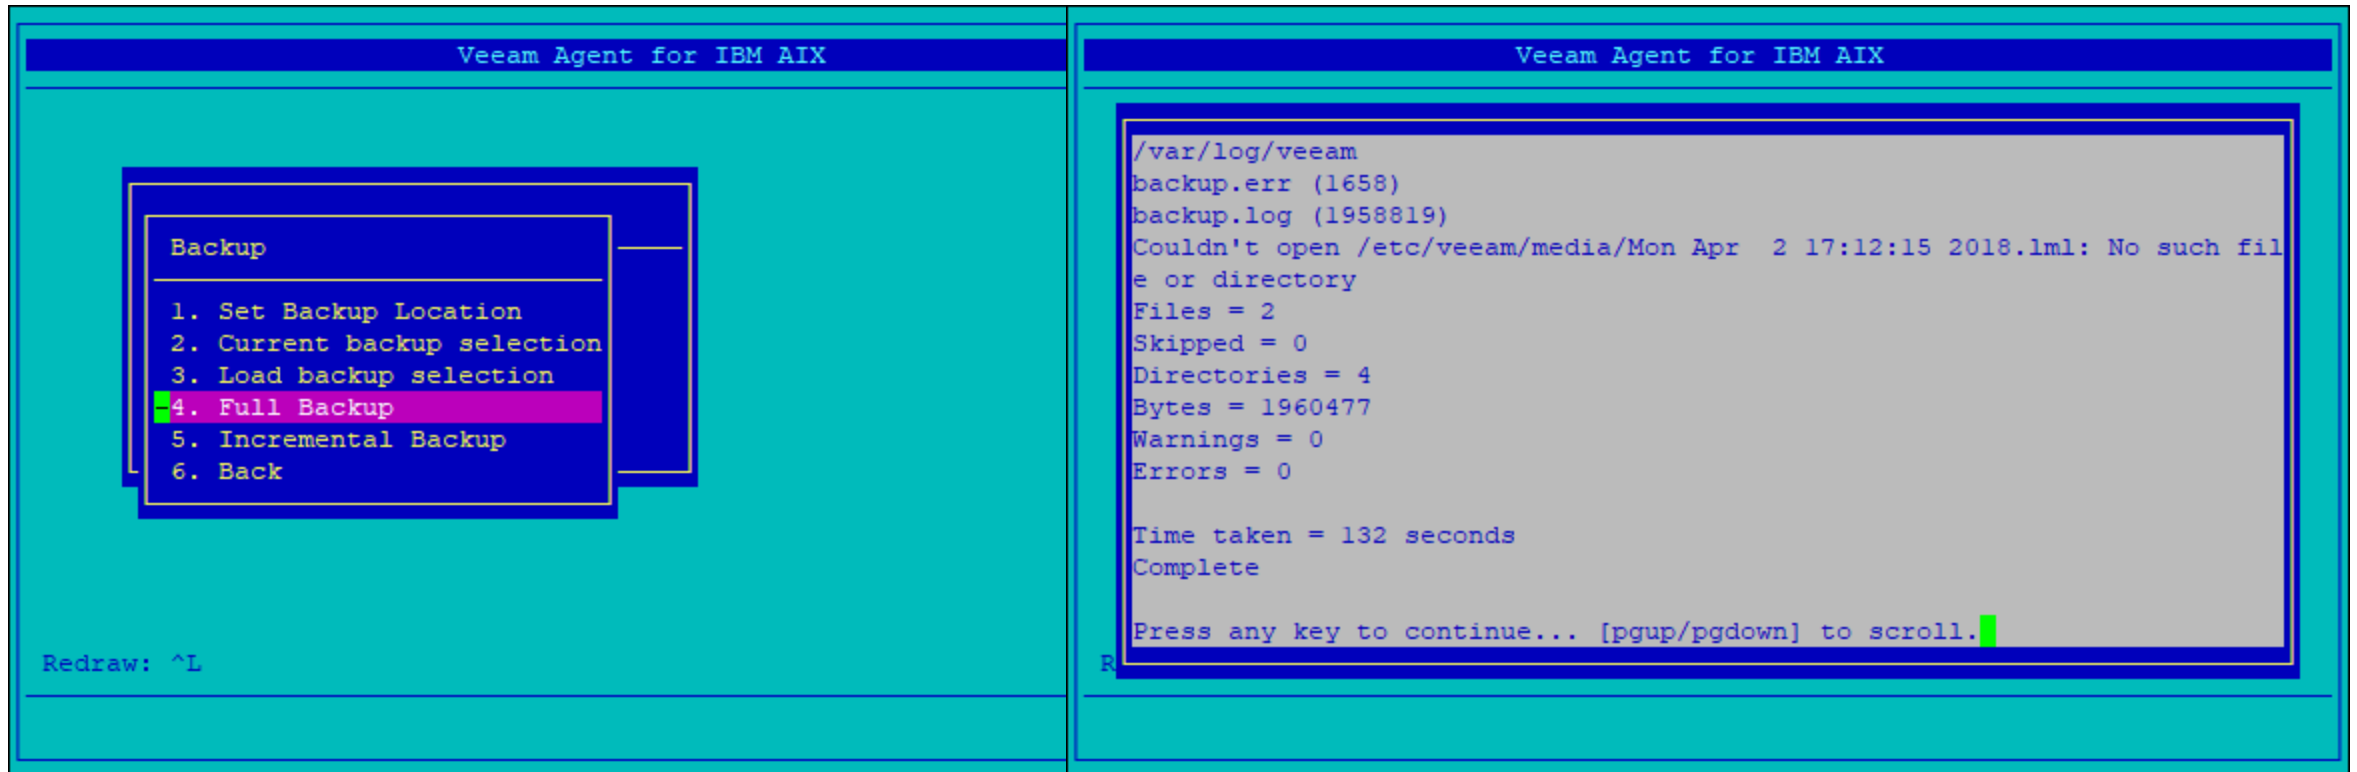 Veeam Agent for IBM AIX
Backup
1. Set Backup Location
2. Current backup selection
3. Load backup selection
-4. Full Backup
5. Incremental Backup
6. Back
Redraw: ^L
Veeam Agent for IBM AIX
/var/log/veeam
backup.err (1658)
backup.log (1958819)
Couldn't open /etc/veeam/media/Mon Apr  2 17:12:15 2018.lml: No such fil
e or directory
Files = 2
Skipped = 0
Directories = 4
Bytes = 1960477
Warnings = 0
Errors = 0
Time taken = 132 seconds
Complete
Press any key to continue... [pgup/pgdown] to scroll.
R